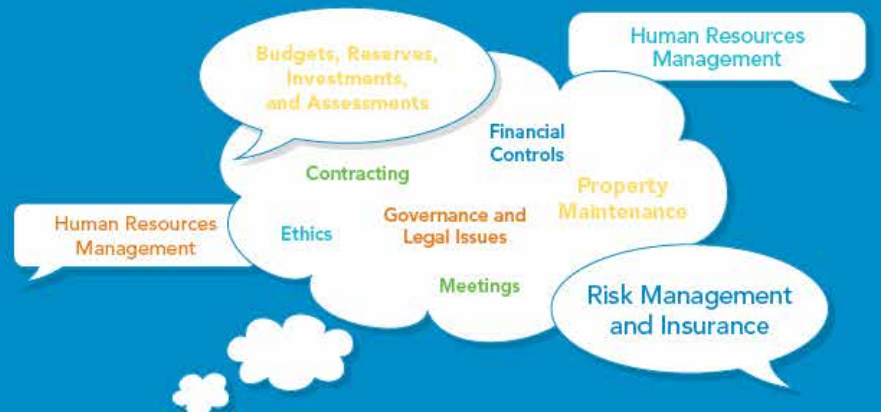 Budgets, Reserves,
Investments,
and Assessments
Human Resources
Management
Financial
Controls
Contracting
Property
Maintenance
Human Resources
Management
Ethics
Governance and
Legal Issues
Meetings
Risk Management
and Insurance